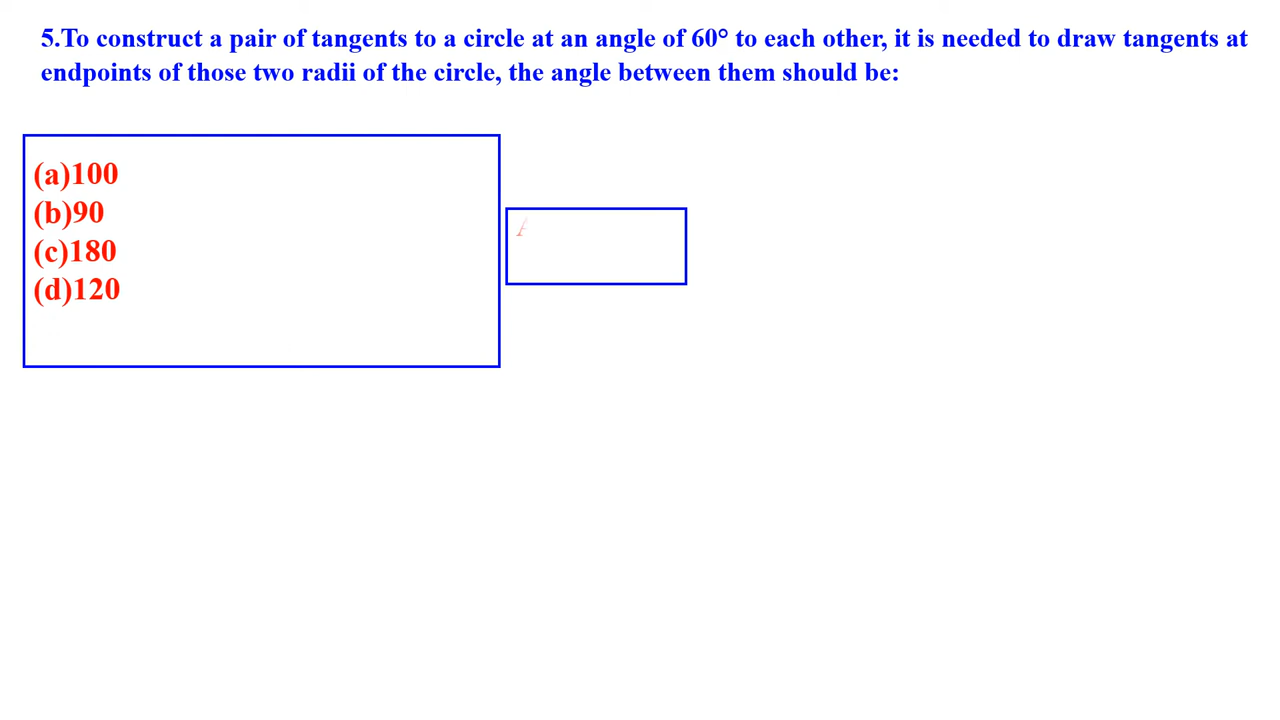 5.To construct a pair of tangents to a circle at an angle of 60° to each other, it is needed to draw tangents at
endpoints of those two radii of the circle, the angle between them should be:
(a)100
(b)90
(c)180
(d)120